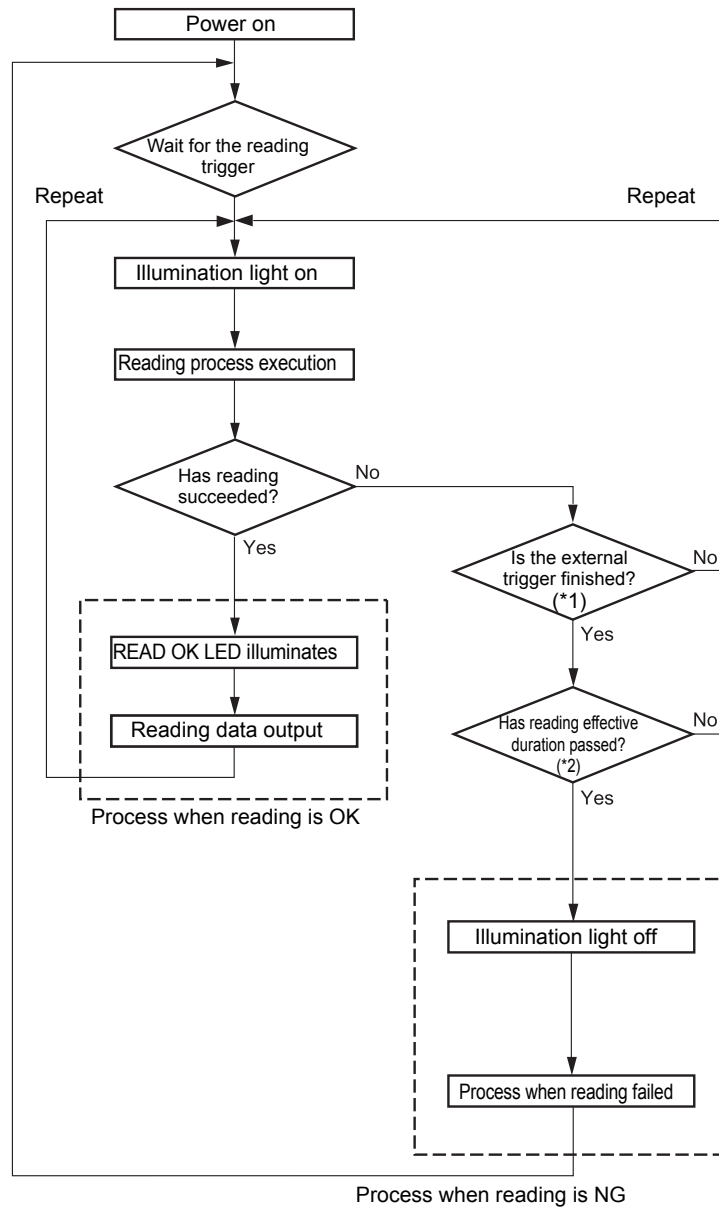 Power on
Wait for the reading
trigger
Repeat
Repeat
Illumination light on
Reading process execution
Has reading
succeeded?
No
Yes
Is the external
trigger finished?
(*1)
No
Yes
READ OK LED illuminates
Reading data output
Process when reading is OK
Has reading effective
duration passed?
(*2)
No
Yes
Illumination light off
Process when reading failed
Process when reading is NG